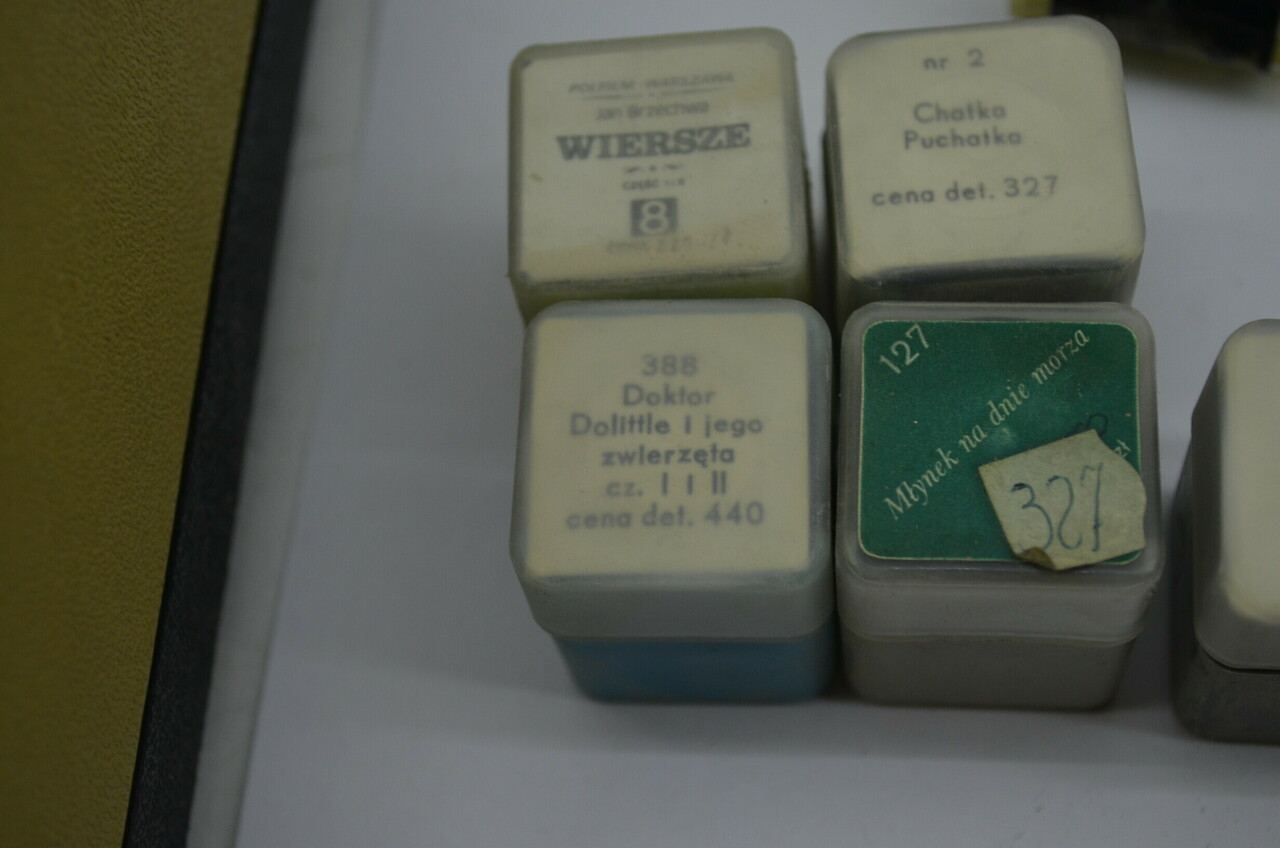 POLFILM - WARSZAWA
Jan Brzechwa
WIERSZE
8
nr 2
Chatka
Puchatka
cena det. 327
388
Doktor
Dolittle i jego
zwierzęta
cz. I i II
cena det. 440
127
Młynek na dnie morza
zł
327